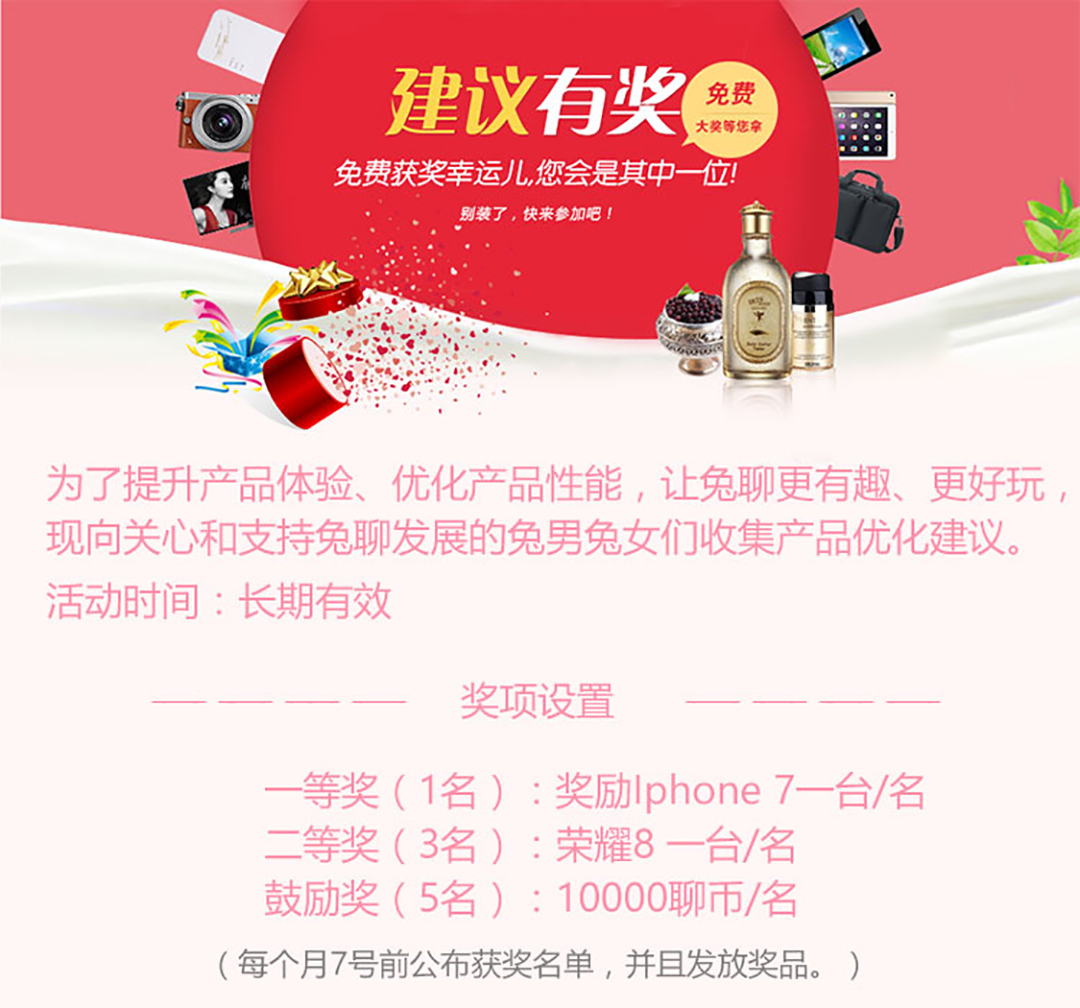 建议有奖
免费
大奖等您拿
免费获奖幸运儿,您会是其中一位!
别装了，快来参加吧！
为了提升产品体验、优化产品性能，让兔聊更有趣、更好玩，
现向关心和支持兔聊发展的兔男兔女们收集产品优化建议。
活动时间：长期有效
奖项设置
一等奖（1名）：奖励Iphone 7一台/名
二等奖（3名）：荣耀8 一台/名
鼓励奖（5名）：10000聊币/名
（每个月7号前公布获奖名单，并且发放奖品。）